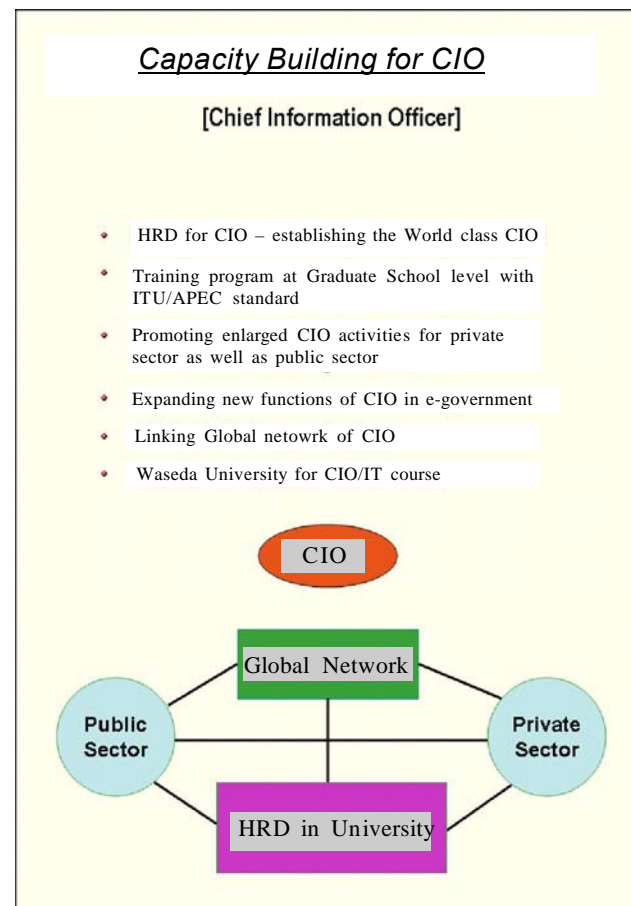 Capacity Building for CIO
[Chief Information Officer]
HRD for CIO – establishing the World class CIO
Training program at Graduate School level with
ITU/APEC standard
Promoting enlarged CIO activities for private
sector as well as public sector
Expanding new functions of CIO in e-government
Linking Global netowrk of CIO
Waseda University for CIO/IT course
CIO
Global Network
Public
Sector
Private
Sector
HRD in University